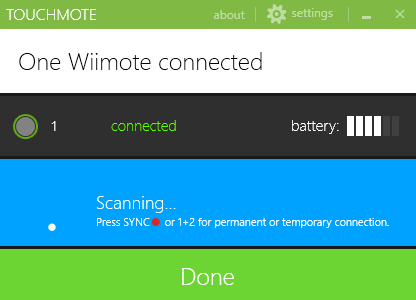 TOUCHMOTE about settings
One Wiimote connected
1 connected battery:
Scanning...
Press SYNC or 1+2 for permanent or temporary connection.
Done